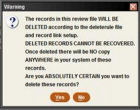 Warning
The records in this review file WILL BE
DELETED according to the deleterule file
and record link setup.
DELETED RECORDS CANNOT BE RECOVERED.
Once deleted there will be NO copy
ANYWHERE in your system of these
records.
Are you ABSOLUTELY CERTAIN you want to
delete these records?
Yes No